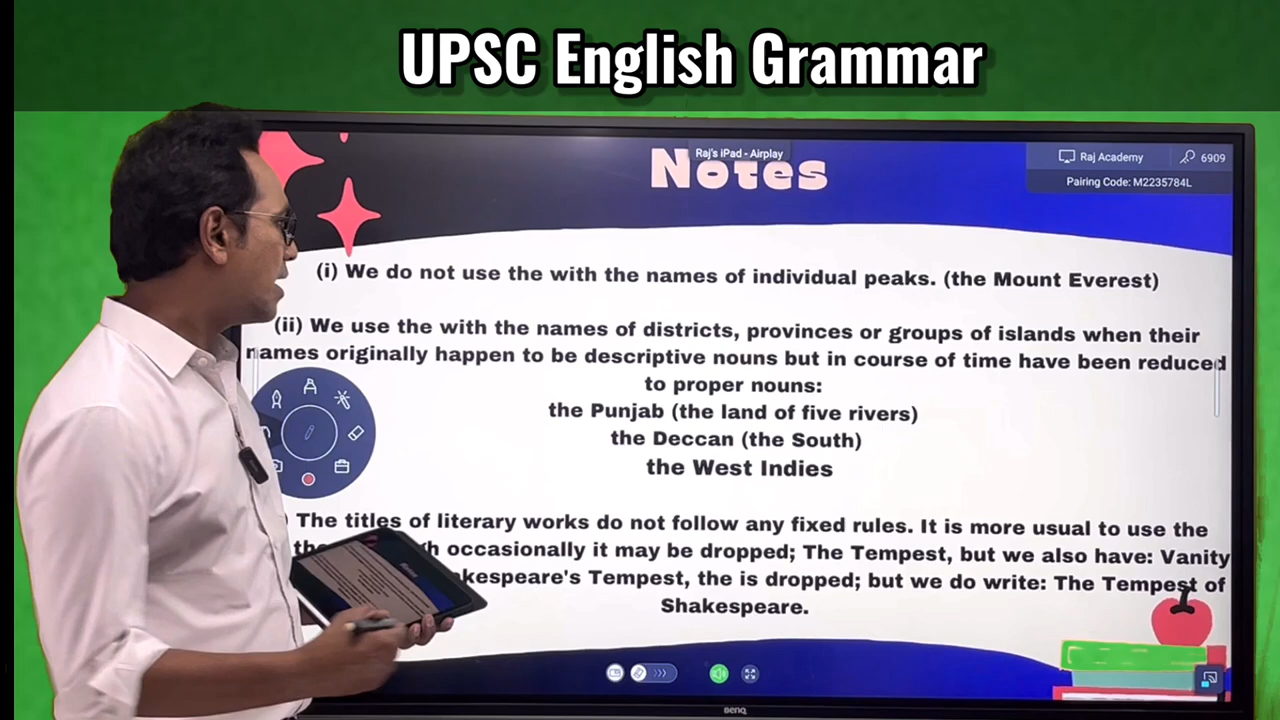 UPSC English Grammar
Raj's iPad - Airplay
Notes
Raj Academy
6909
Pairing Code: M2235784L
(i) We do not use the with the names of individual peaks. (the Mount Everest)
(ii) We use the with the names of districts, provinces or groups of islands when their
names originally happen to be descriptive nouns but in course of time have been reduced
to proper nouns:
the Punjab (the land of five rivers)
the Deccan (the South)
the West Indies
The titles of literary works do not follow any fixed rules. It is more usual to use the
occasionally it may be dropped; The Tempest, but we also have: Vanity
Tempest, the is dropped; but we do write: The Tempest of
Shakespeare.
BenQ